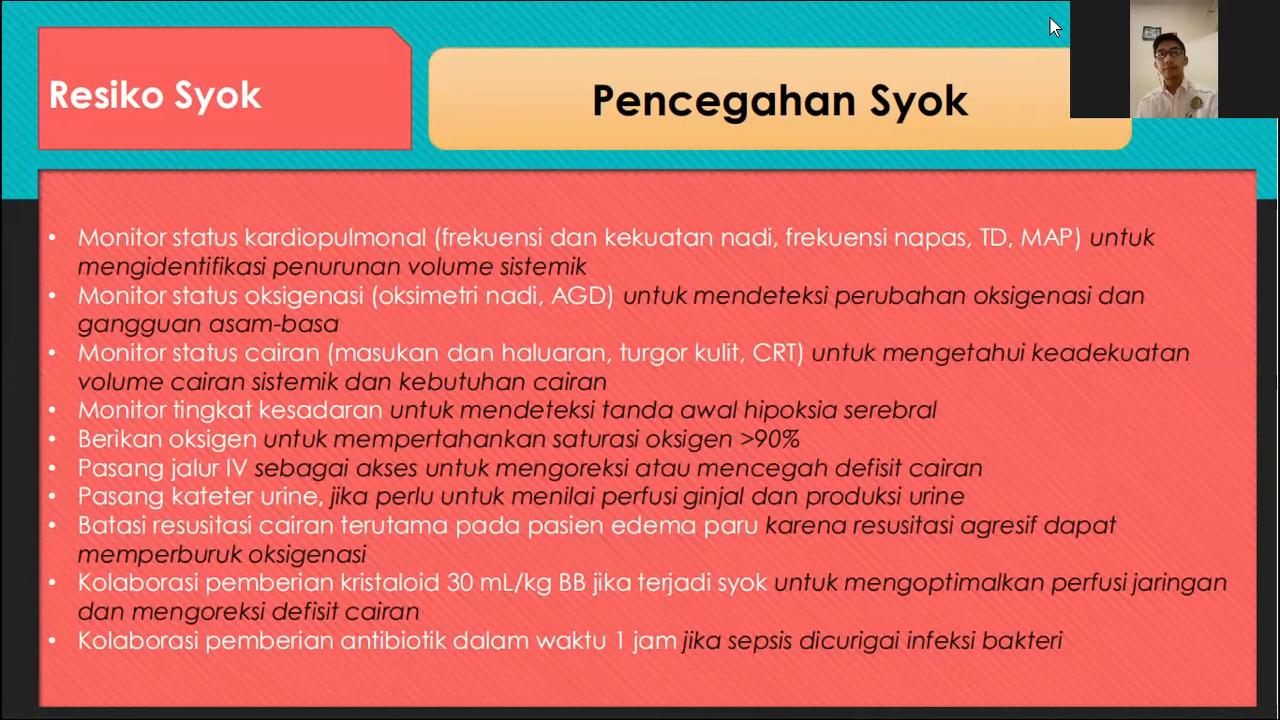 Resiko Syok
Pencegahan Syok
• Monitor status kardiopulmonal (frekuensi dan kekuatan nadi, frekuensi napas, TD, MAP) untuk
mengidentifikasi penurunan volume sistemik
• Monitor status oksigenasi (oksimetri nadi, AGD) untuk mendeteksi perubahan oksigenasi dan
gangguan asam-basa
• Monitor status cairan (masukan dan haluaran, turgor kulit, CRT) untuk mengetahui keadekuatan
volume cairan sistemik dan kebutuhan cairan
• Monitor tingkat kesadaran untuk mendeteksi tanda awal hipoksia serebral
• Berikan oksigen untuk mempertahankan saturasi oksigen >90%
• Pasang jalur IV sebagai akses untuk mengoreksi atau mencegah defisit cairan
• Pasang kateter urine, jika perlu untuk menilai perfusi ginjal dan produksi urine
• Batasi resusitasi cairan terutama pada pasien edema paru karena resusitasi agresif dapat
memperburuk oksigenasi
• Kolaborasi pemberian kristaloid 30 mL/kg BB jika terjadi syok untuk mengoptimalkan perfusi jaringan
dan mengoreksi defisit cairan
• Kolaborasi pemberian antibiotik dalam waktu 1 jam jika sepsis dicurigai infeksi bakteri